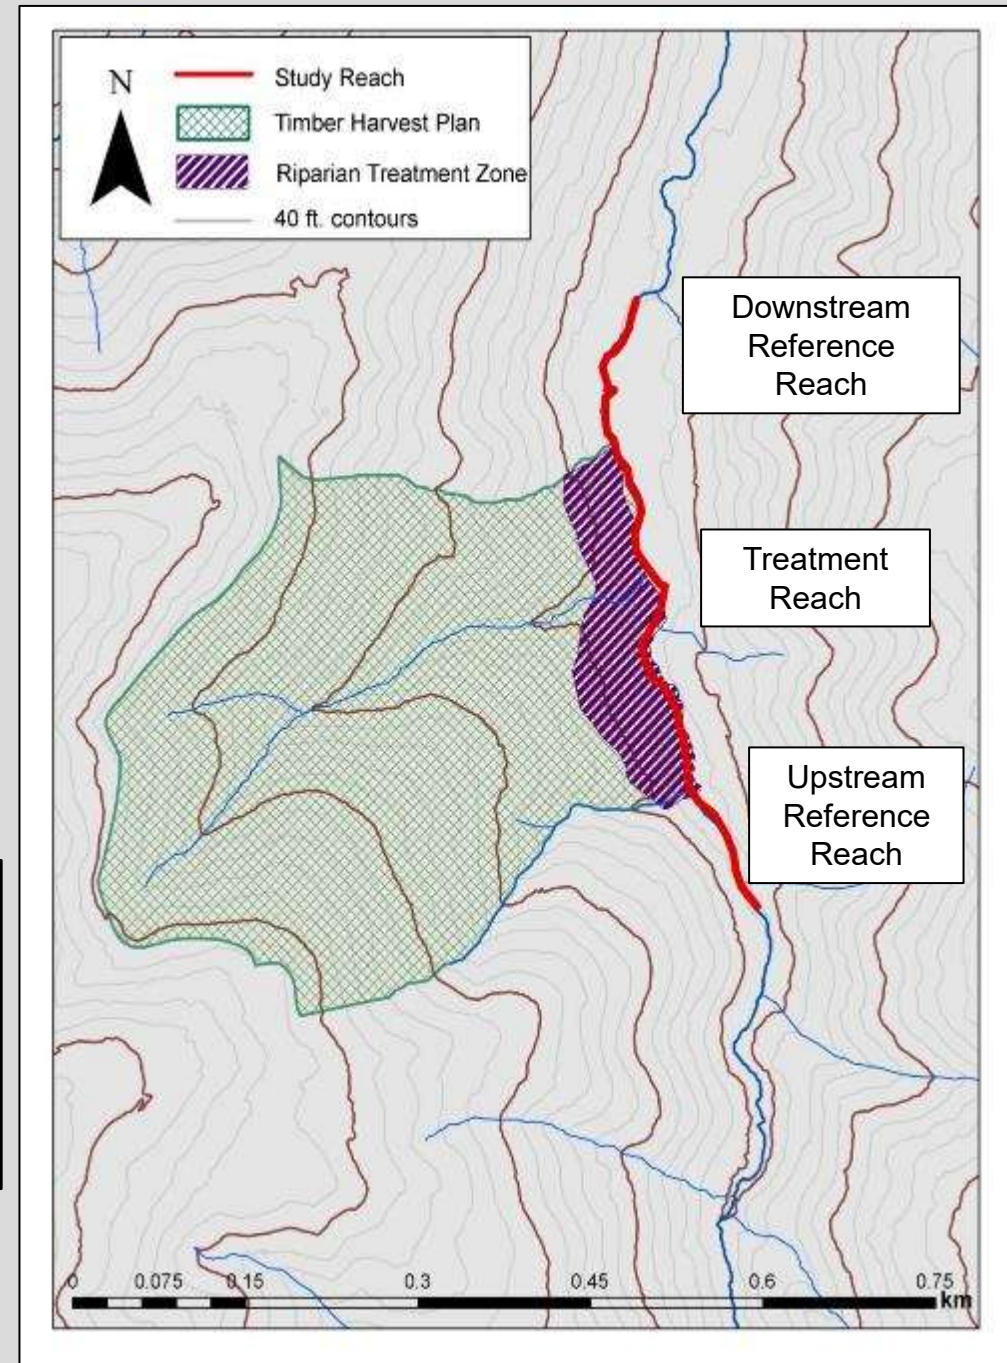 N
Study Reach
Timber Harvest Plan
Riparian Treatment Zone
40 ft. contours
Downstream
Reference
Reach
Treatment
Reach
Upstream
Reference
Reach
0 0.075 0.15 0.3 0.45 0.6 0.75
km